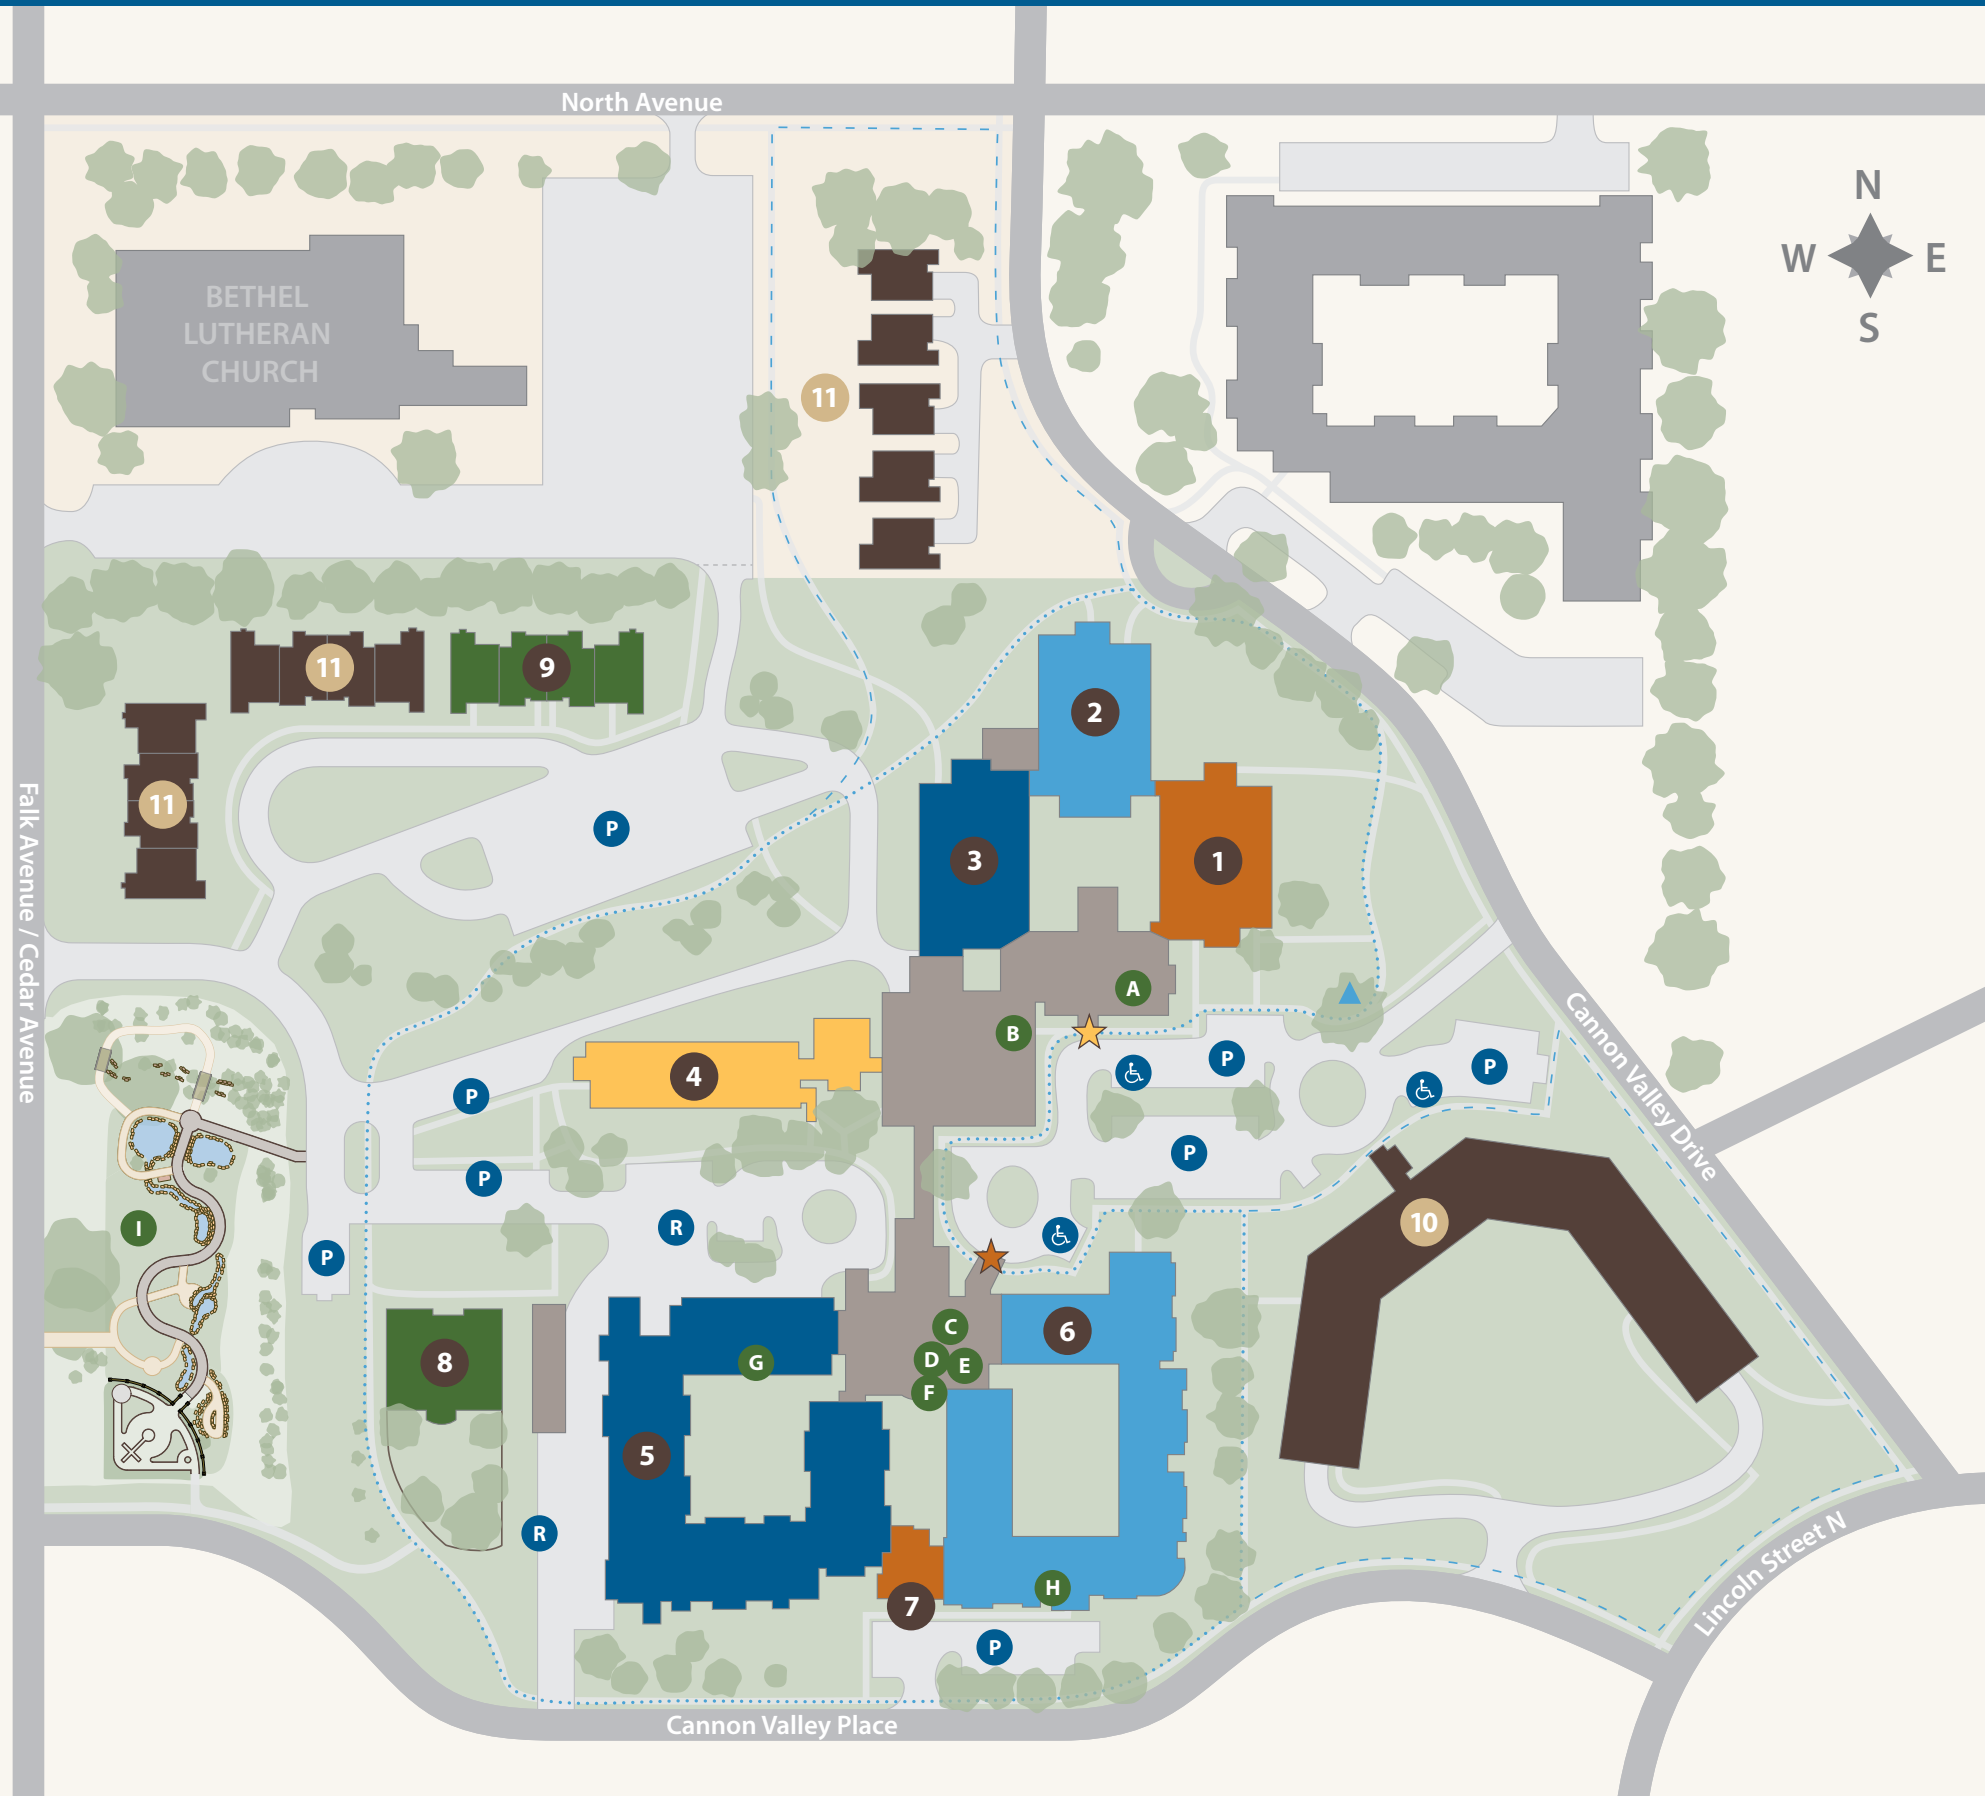 North Avenue
N
W
E
S
BETHEL
LUTHERAN
CHURCH
11
11
9
2
11
P
3
1
Falk Avenue / Cedar Avenue
A
B
4
P
P
P
P
Cannon Valley Drive
P
P
I
R
10
P
C
6
D
E
8
G
F
5
R
H
7
P
Lincoln Street N
Cannon Valley Place